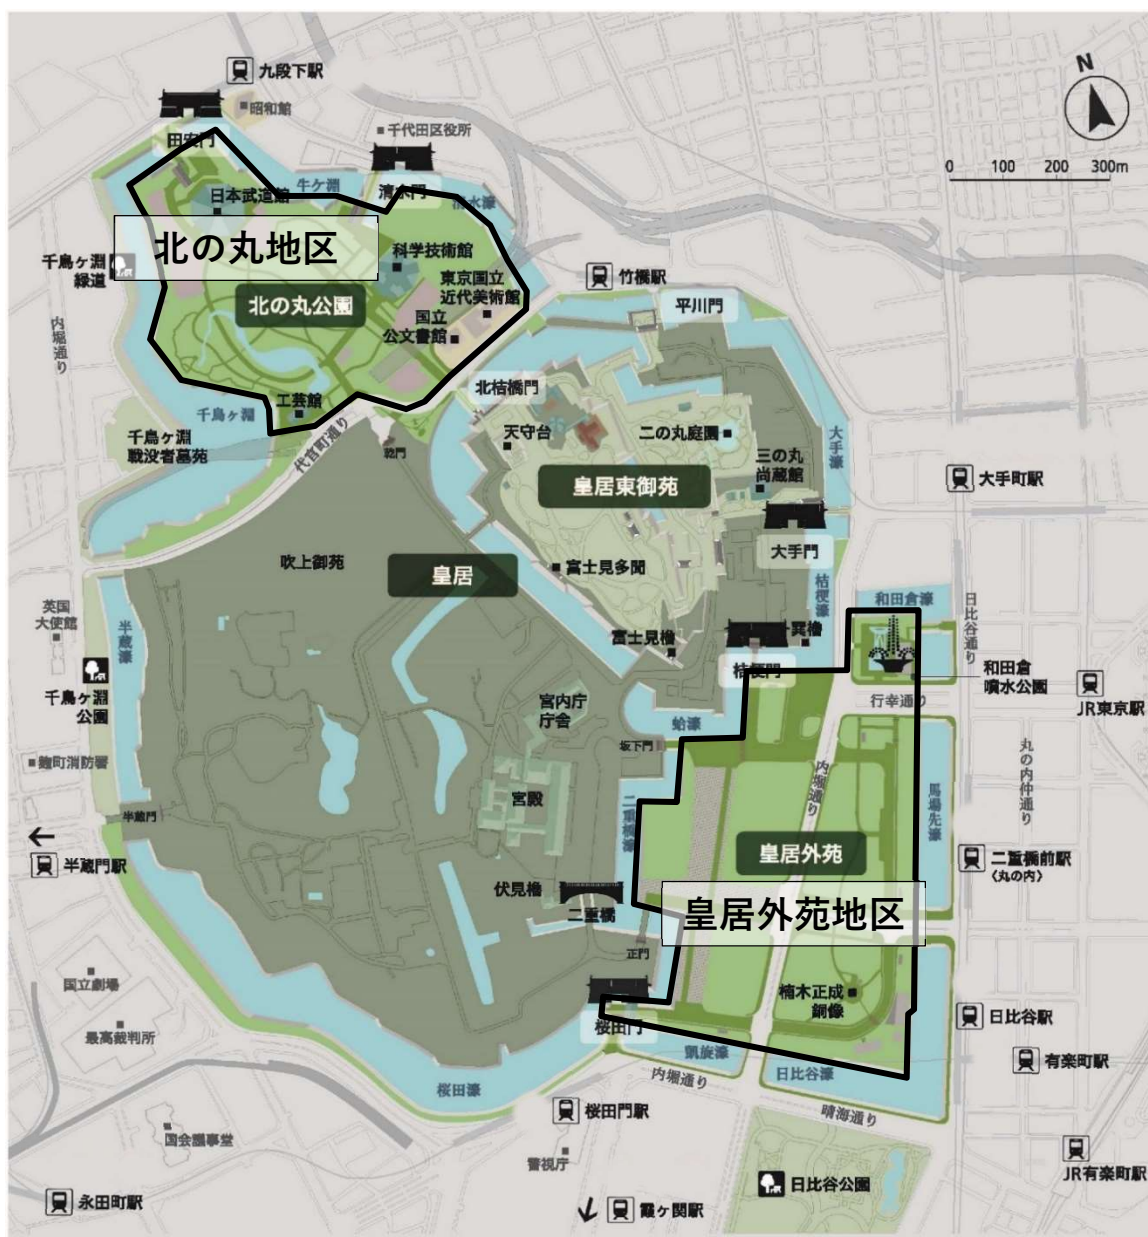 九段下駅
昭和館
田安門
千代田区役所
清水門
牛ケ淵
清水濠
日本武道館
北の丸地区
科学技術館
千鳥ヶ淵
緑道
東京国立
近代美術館
北の丸公園
国立
公文書館
竹橋駅
平川門
内堀通り
工芸館
北桔橋門
千鳥ヶ淵
千鳥ヶ淵
戦没者墓苑
代官町通り
乾門
天守台
二の丸庭園
大手濠
三の丸
尚蔵館
大手町駅
皇居東御苑
大手門
吹上御苑
皇居
富士見多聞
桔梗濠
和田倉濠
日比谷通り
英国
大使館
半蔵濠
富士見櫓
巽櫓
桔梗門
和田倉
噴水公園
千鳥ヶ淵
公園
宮内庁
庁舎
蛤濠
行幸通り
JR東京駅
坂下門
麹町消防署
内堀通り
丸の内仲通り
宮殿
二重橋濠
馬場先濠
半蔵門
半蔵門駅
皇居外苑
二重橋前駅
〈丸の内〉
伏見櫓
二重橋
皇居外苑地区
正門
国立劇場
楠木正成
銅像
最高裁判所
桜田門
日比谷駅
凱旋濠
有楽町駅
内堀通り
日比谷濠
桜田濠
晴海通り
桜田門駅
国会議事堂
警視庁
JR有楽町駅
日比谷公園
永田町駅
霞ヶ関駅
N
0 100 200 300m